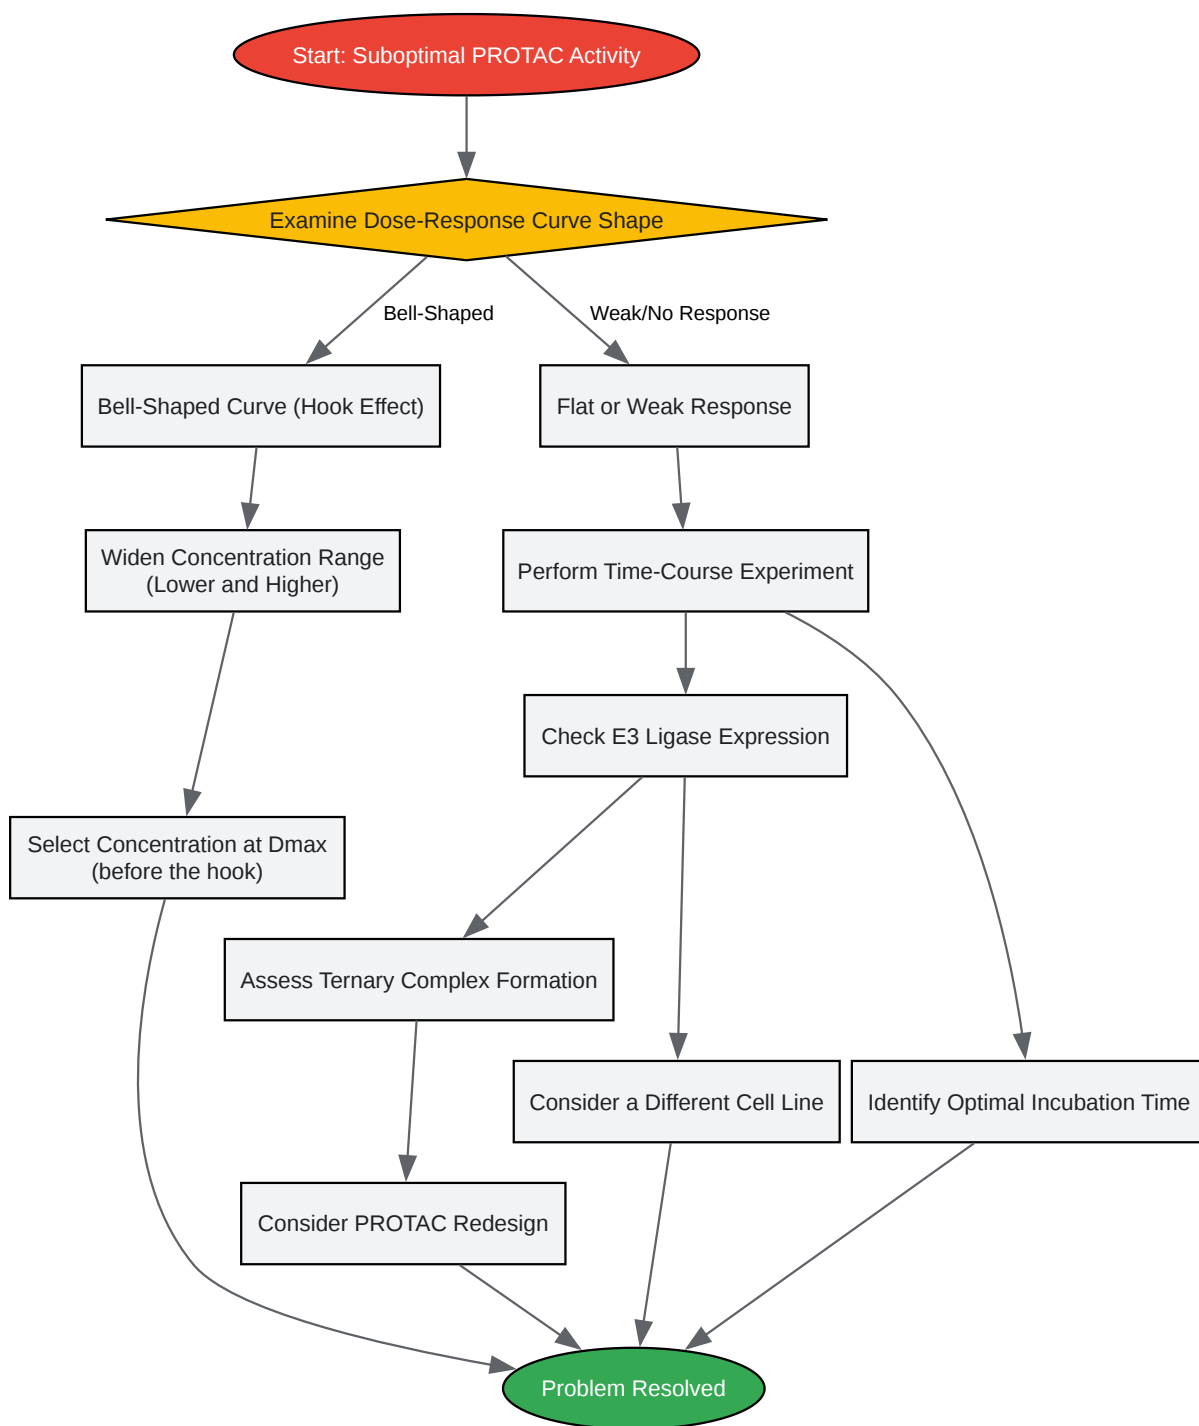 Start: Suboptimal PROTAC Activity
Examine Dose-Response Curve Shape
Bell-Shaped
Weak/No Response
Bell-Shaped Curve (Hook Effect)
Flat or Weak Response
Widen Concentration Range
(Lower and Higher)
Perform Time-Course Experiment
Check E3 Ligase Expression
Select Concentration at Dmax
(before the hook)
Assess Ternary Complex Formation
Consider a Different Cell Line
Identify Optimal Incubation Time
Consider PROTAC Redesign
Problem Resolved